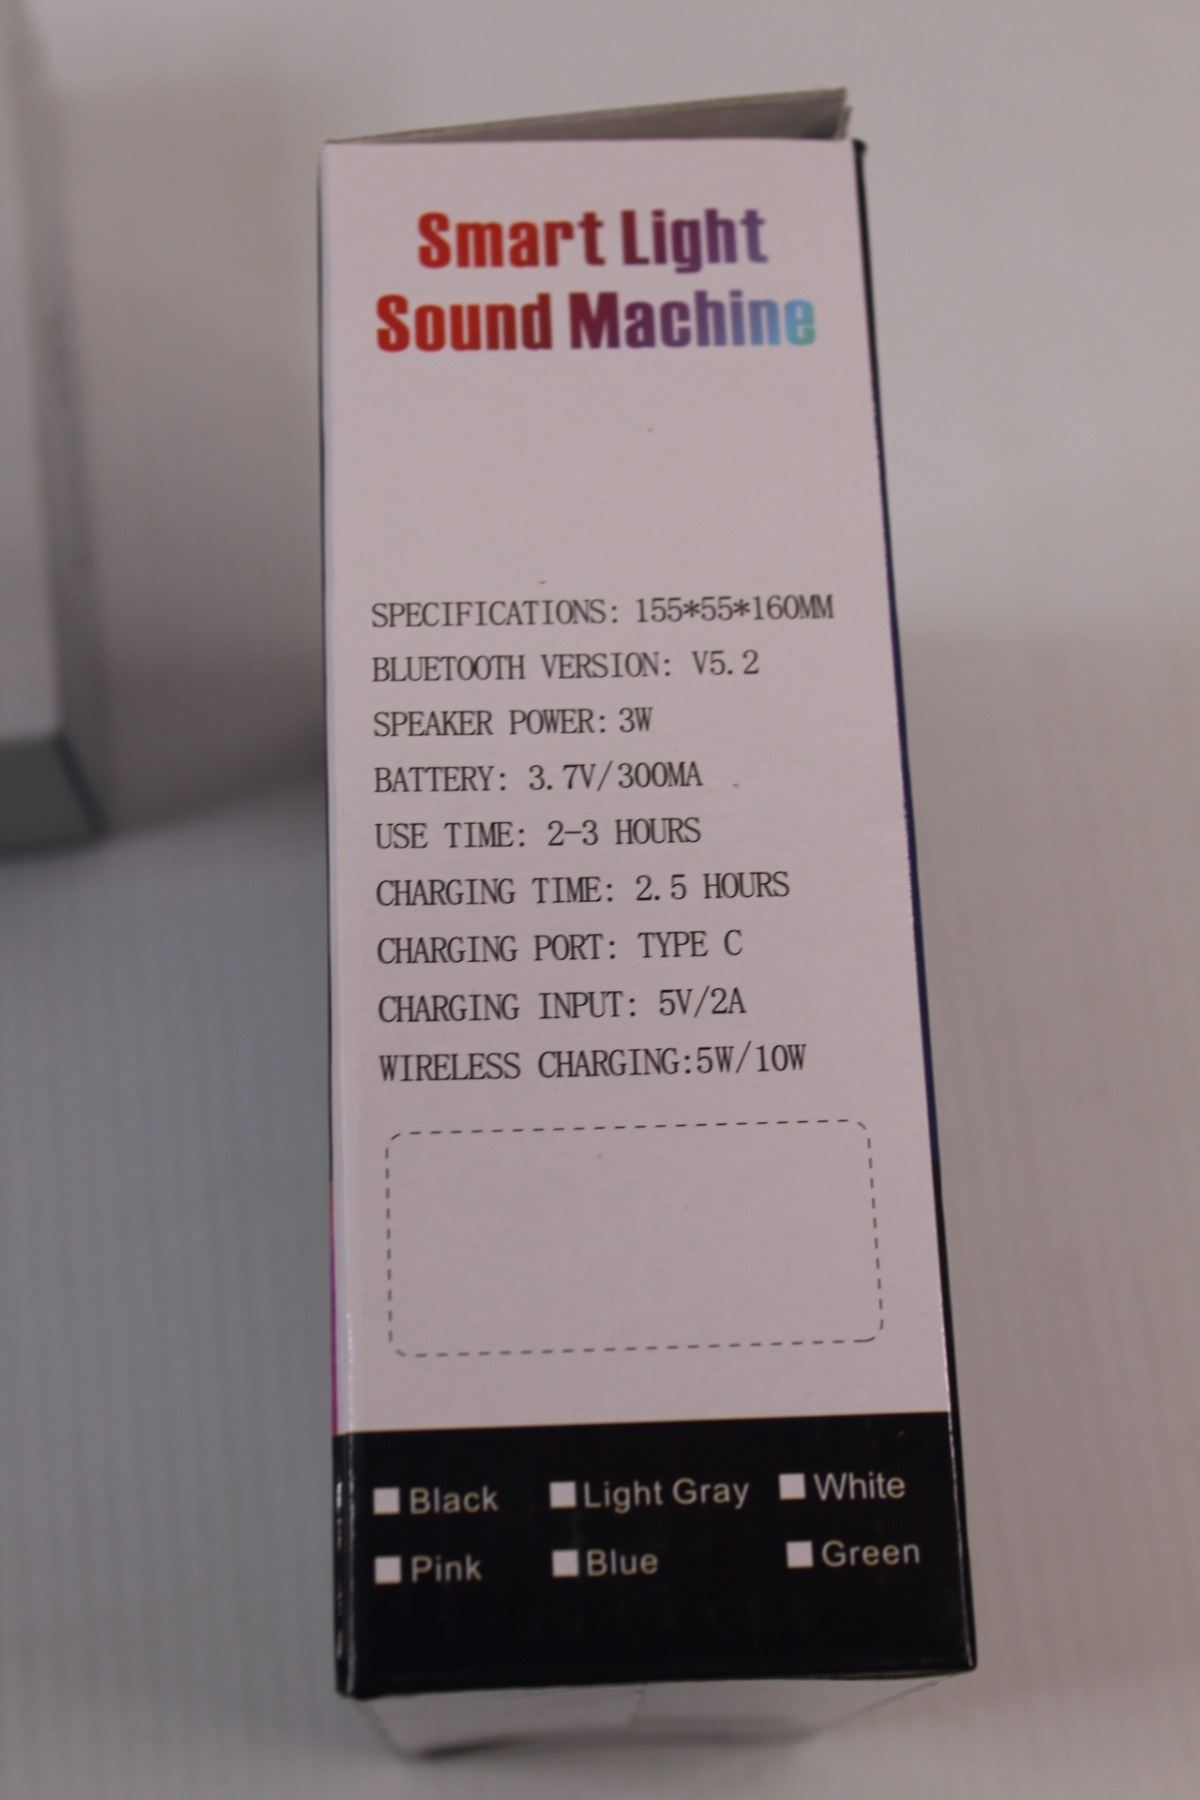 Smart Light
Sound Machine
SPECIFICATIONS: 155*55*160MM
BLUETOOTH VERSION: V5.2
SPEAKER POWER: 3W
BATTERY: 3.7V/300MA
USE TIME: 2-3 HOURS
CHARGING TIME: 2.5 HOURS
CHARGING PORT: TYPE C
CHARGING INPUT: 5V/2A
WIRELESS CHARGING:5W/10W
Black Light Gray White
Pink Blue Green